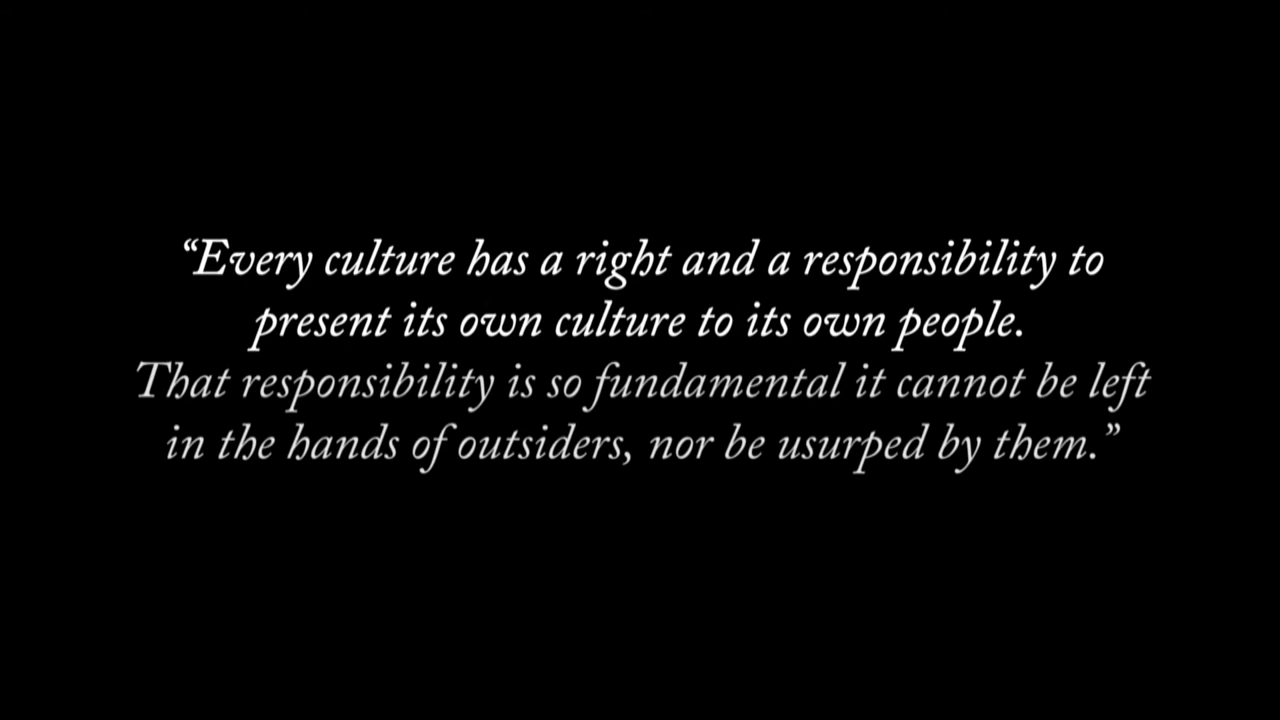 “Every culture has a right and a responsibility to
present its own culture to its own people.
That responsibility is so fundamental it cannot be left
in the hands of outsiders, nor be usurped by them.”